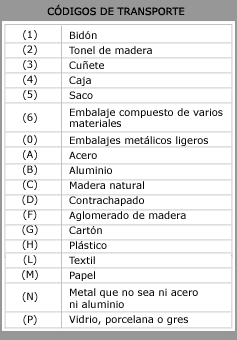 CÓDIGOS DE TRANSPORTE
(1) Bidón
(2) Tonel de madera
(3) Cuñete
(4) Caja
(5) Saco
(6) Embalaje compuesto de varios
materiales
(0) Embalajes metálicos ligeros
(A) Acero
(B) Aluminio
(C) Madera natural
(D) Contrachapado
(F) Aglomerado de madera
(G) Cartón
(H) Plástico
(L) Textil
(M) Papel
(N) Metal que no sea ni acero
ni aluminio
(P) Vidrio, porcelana o gres